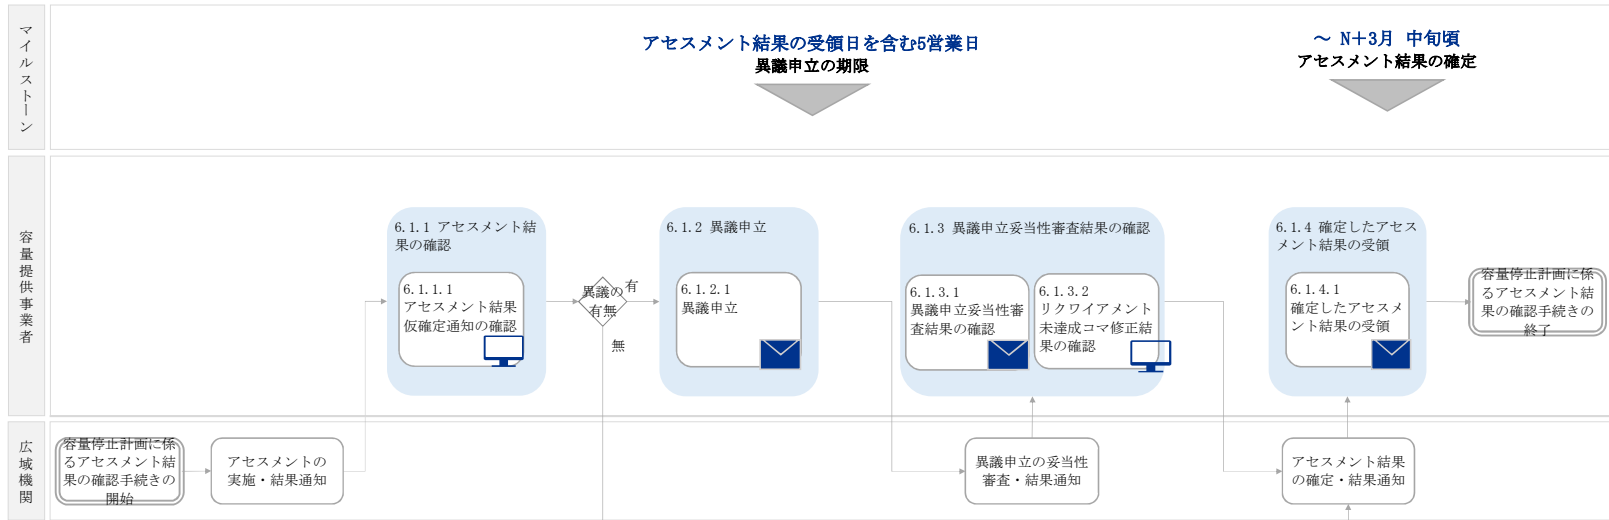 マイルストーン
アセスメント結果の受領日を含む5営業日
異議申立の期限
～ N＋3月 中旬頃
アセスメント結果の確定
容量提供事業者
6.1.1 アセスメント結
果の確認
6.1.1.1
アセスメント結果
仮確定通知の確認
異議の
有無
有
無
6.1.2 異議申立
6.1.2.1
異議申立
6.1.3 異議申立妥当性審査結果の確認
6.1.3.1
異議申立妥当性審
査結果の確認
6.1.3.2
リクワイアメント
未達成コマ修正結
果の確認
6.1.4 確定したアセス
メント結果の受領
6.1.4.1
確定したアセスメ
ント結果の受領
容量停止計画に係
るアセスメント結
果の確認手続きの
終了
広域機関
容量停止計画に係
るアセスメント結
果の確認手続きの
開始
アセスメントの
実施・結果通知
異議申立の妥当性
審査・結果通知
アセスメント結果
の確定・結果通知